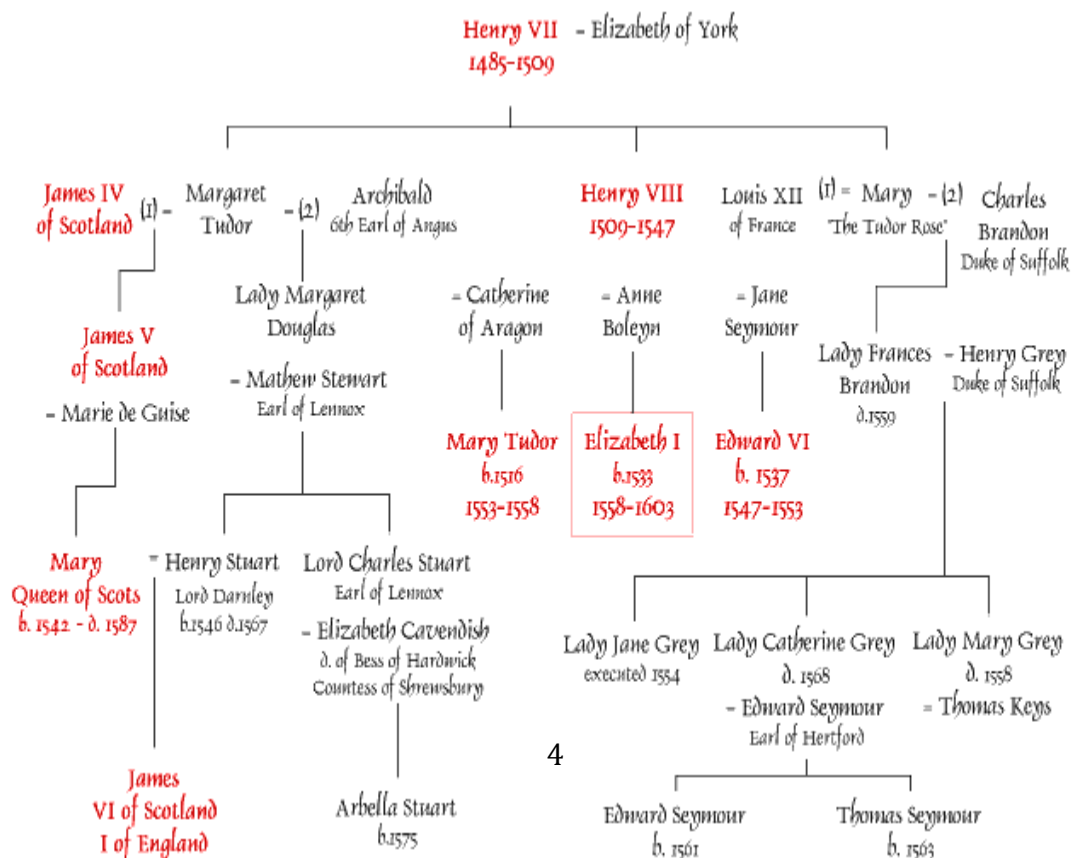 Henry VII = Elizabeth of York
1485-1509
James IV
of Scotland
(1) =
Margaret
Tudor
= (2)
Archibald
6th Earl of Angus
Henry VIII
1509-1547
Louis XII
of France
(1) = Mary = (2)
"The Tudor Rose"
Charles
Brandon
Duke of Suffolk
James V
of Scotland
= Marie de Guise
Lady Margaret
Douglas
= Mathew Stewart
Earl of Lennox
= Catherine
of Aragon
= Anne
Boleyn
= Jane
Seymour
Lady Frances
Brandon
d.1559
= Henry Grey
Duke of Suffolk
Mary Tudor
b.1516
1553-1558
Elizabeth I
b.1533
1558-1603
Edward VI
b. 1537
1547-1553
Mary
Queen of Scots
b. 1542 - d. 1587
= Henry Stuart
Lord Darnley
b.1546 d.1567
Lord Charles Stuart
Earl of Lennox
= Elizabeth Cavendish
d. of Bess of Hardwick
Countess of Shrewsbury
Lady Jane Grey
executed 1554
Lady Catherine Grey
d. 1568
= Edward Seymour
Earl of Hertford
Lady Mary Grey
d. 1558
= Thomas Keys
4
James
VI of Scotland
I of England
Arbella Stuart
b.1575
Edward Seymour
b. 1561
Thomas Seymour
b. 1563